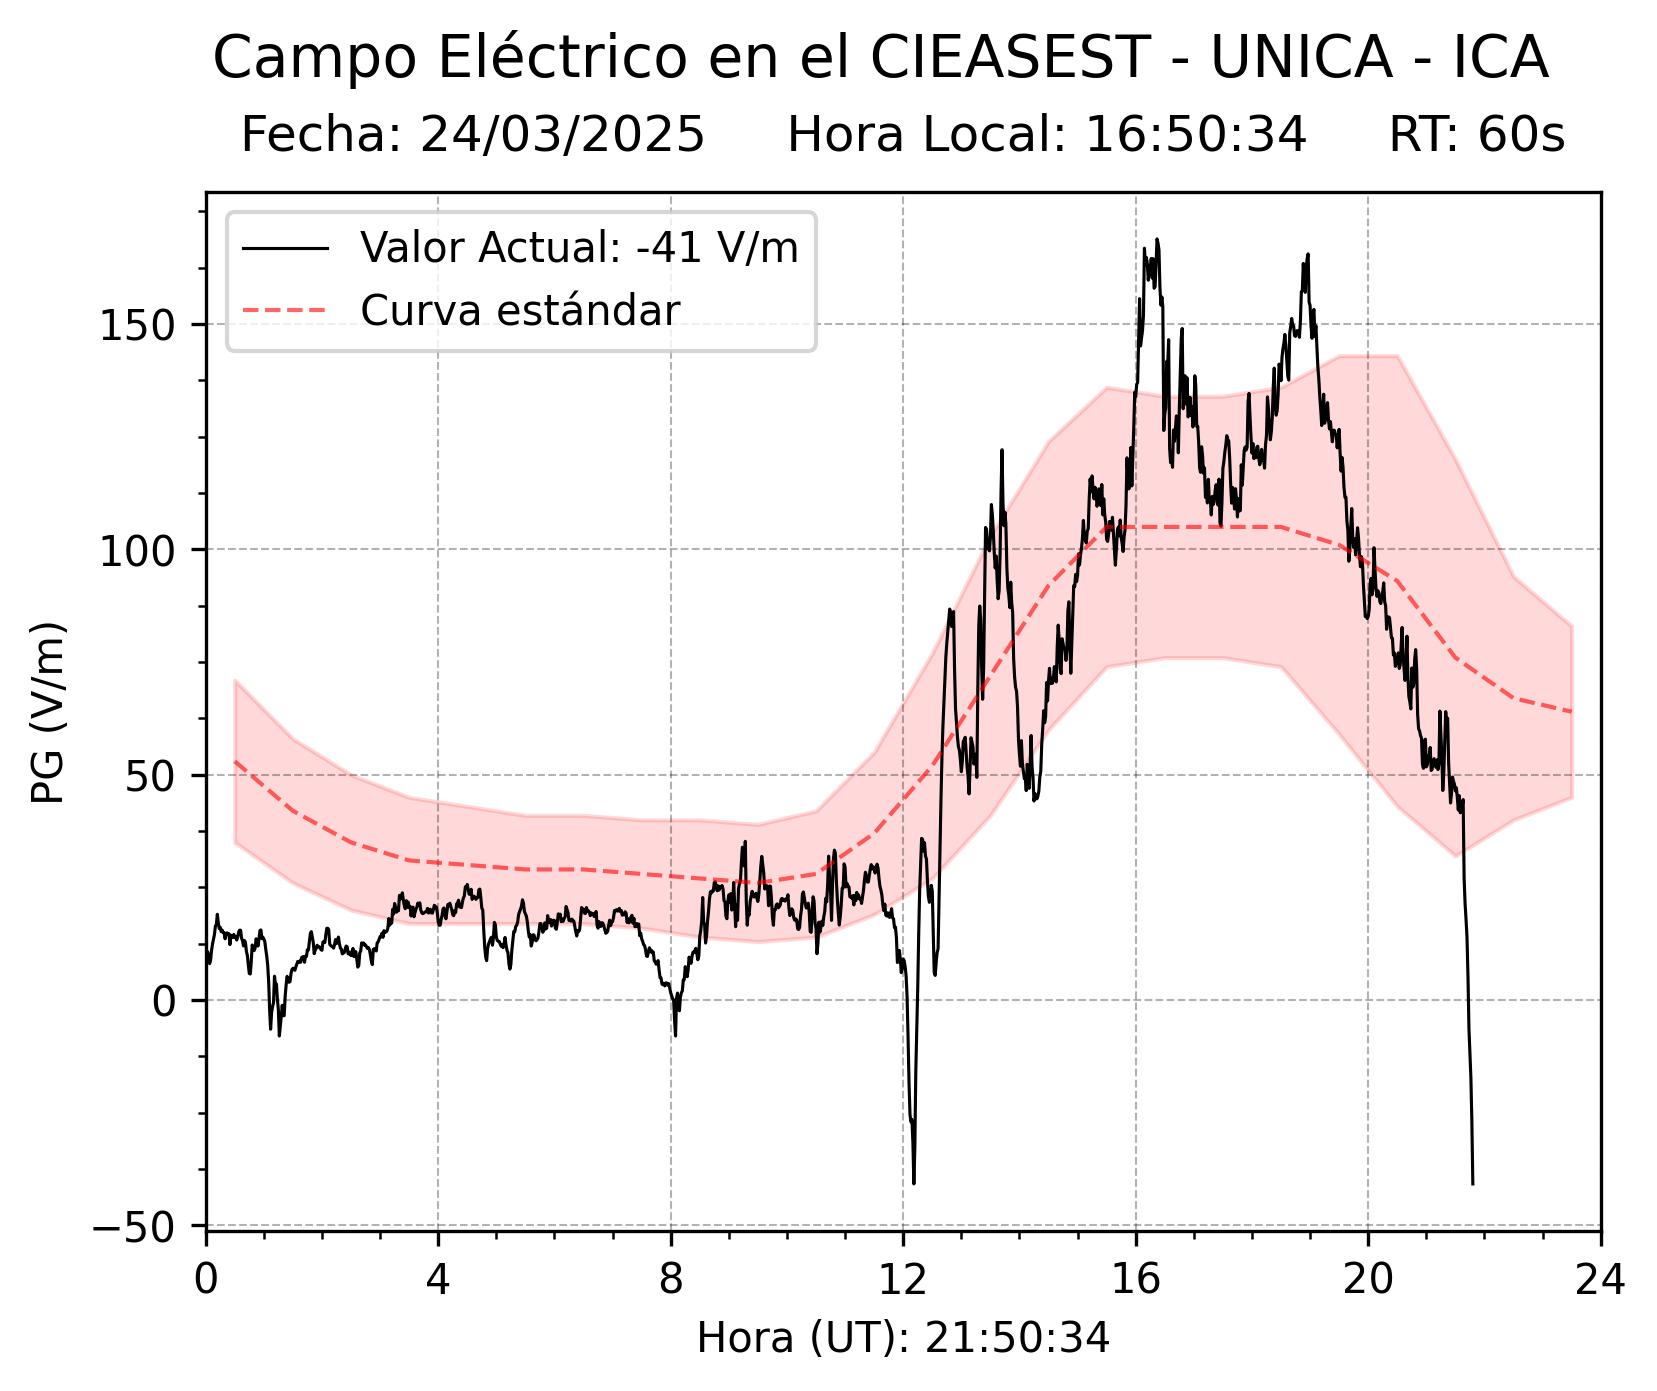 Campo Eléctrico en el CIEASEST - UNICA - ICA
Fecha: 24/03/2025 Hora Local: 16:50:34 RT: 60s
Valor Actual: -41 V/m
Curva estándar
150
100
50
0
−50
PG (V/m)
0 4 8 12 16 20 24
Hora (UT): 21:50:34